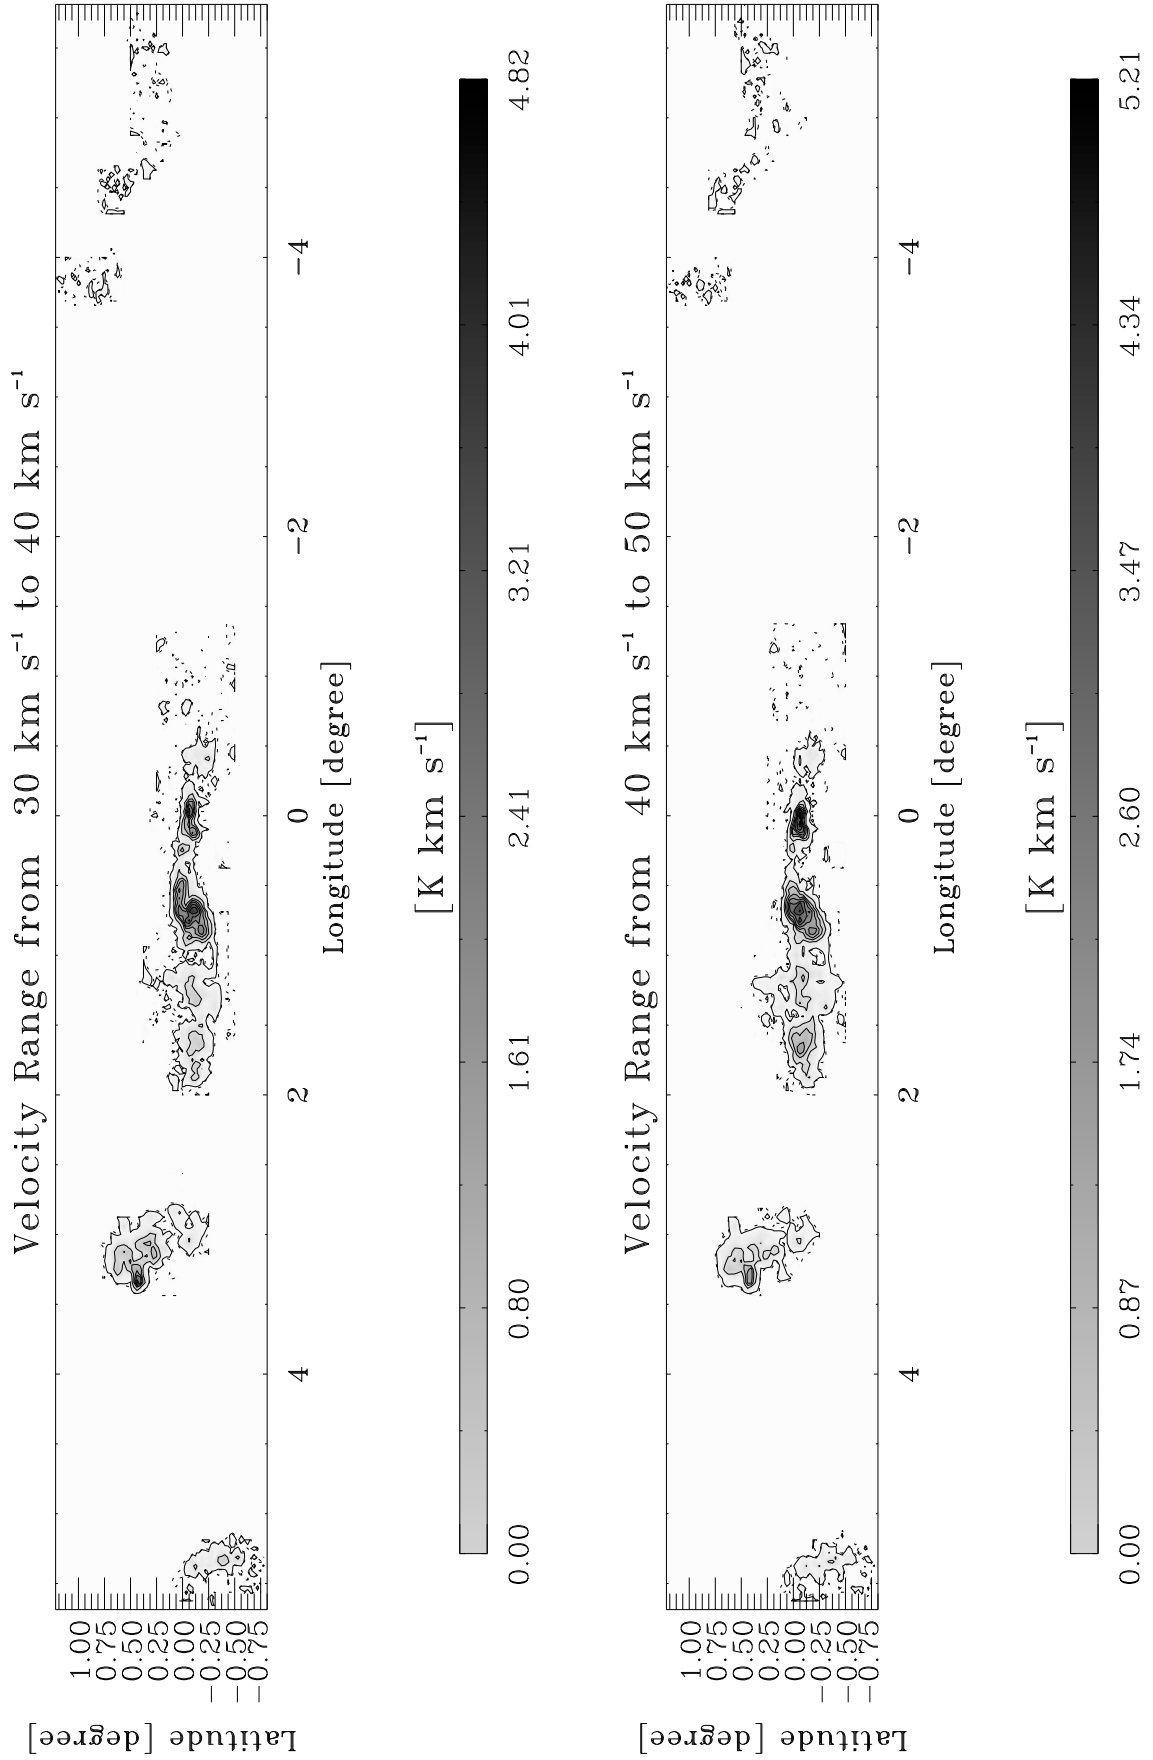 Velocity Range from 30 km s⁻¹ to 40 km s⁻¹
Latitude [degree]
1.00
0.75
0.50
0.25
0.00
−0.25
−0.50
−0.75
4 2 0 −2 −4
Longitude [degree]
[K km s⁻¹]
0.00 0.80 1.61 2.41 3.21 4.01 4.82
Velocity Range from 40 km s⁻¹ to 50 km s⁻¹
Latitude [degree]
1.00
0.75
0.50
0.25
0.00
−0.25
−0.50
−0.75
4 2 0 −2 −4
Longitude [degree]
[K km s⁻¹]
0.00 0.87 1.74 2.60 3.47 4.34 5.21